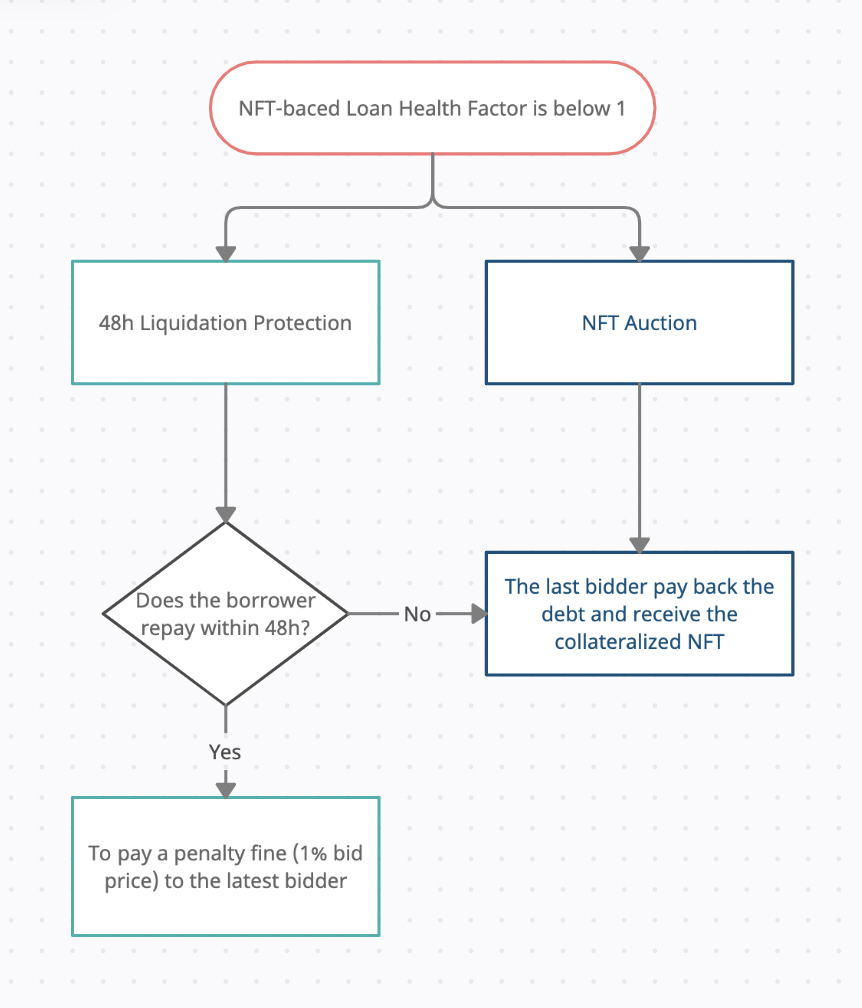 NFT-baced Loan Health Factor is below 1
48h Liquidation Protection
NFT Auction
Does the borrower
repay within 48h?
No
The last bidder pay back the
debt and receive the
collateralized NFT
Yes
To pay a penalty fine (1% bid
price) to the latest bidder